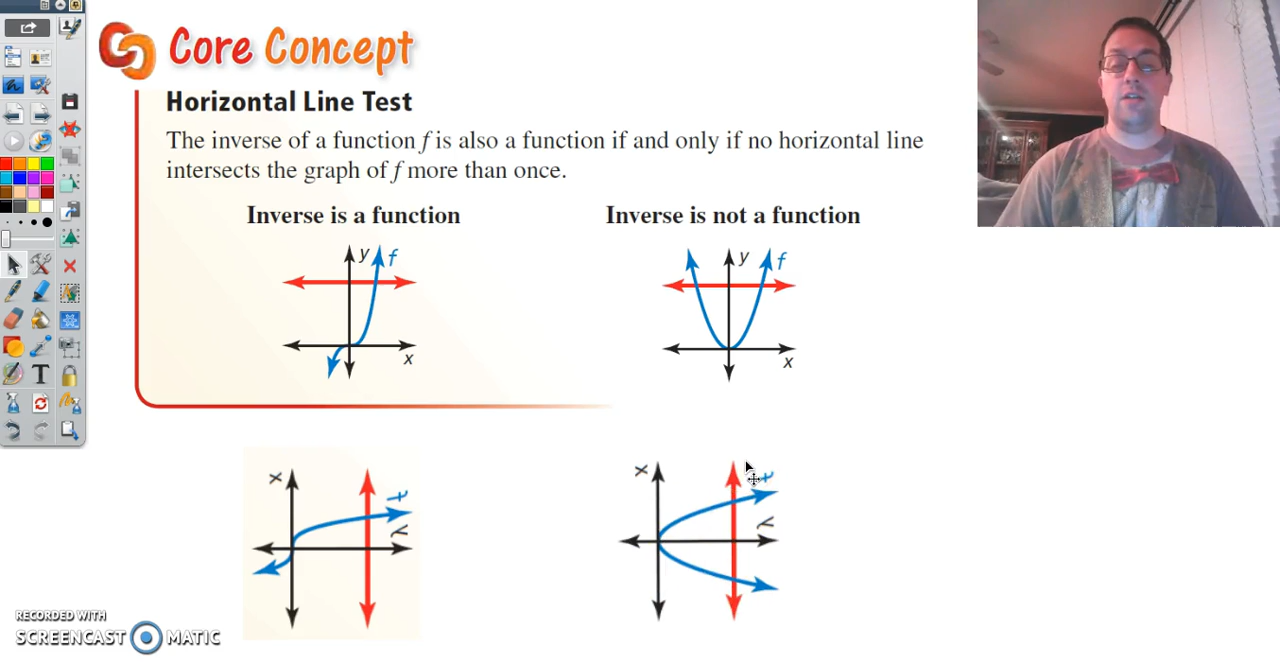 Core Concept
Horizontal Line Test
The inverse of a function f is also a function if and only if no horizontal line
intersects the graph of f more than once.
Inverse is a function
Inverse is not a function
y f
x
y f
x
x
f
y
x
f
y
T
RECORDED WITH
SCREENCAST MATIC